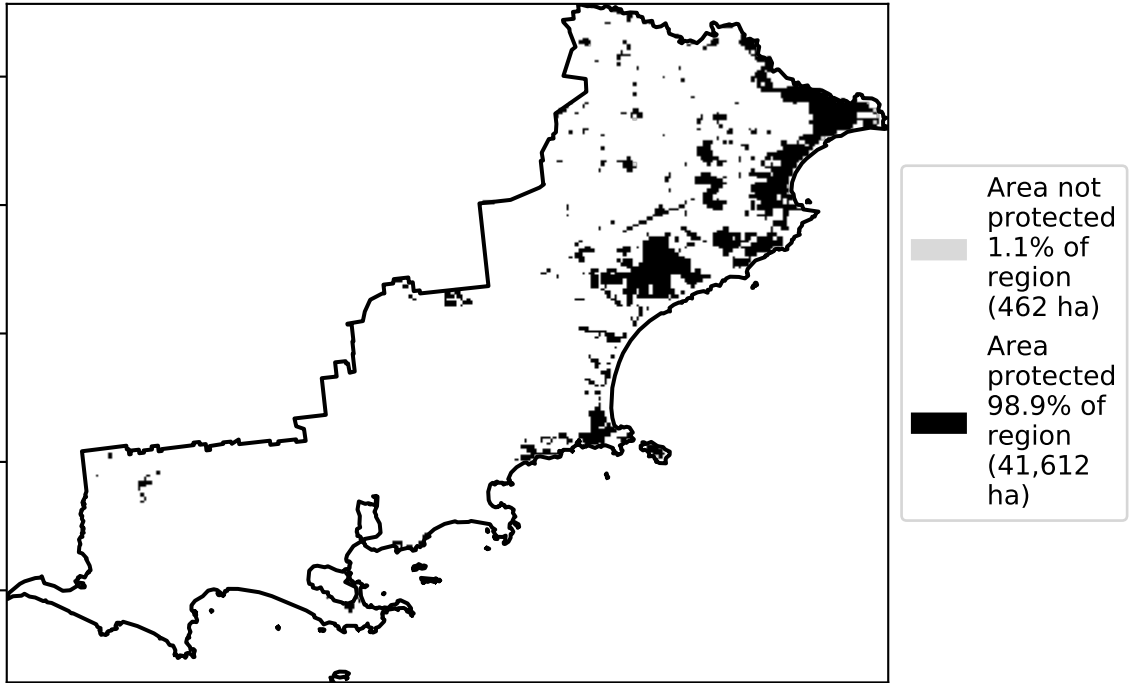 Area not
protected
1.1% of
region
(462 ha)
Area
protected
98.9% of
region
(41,612
ha)